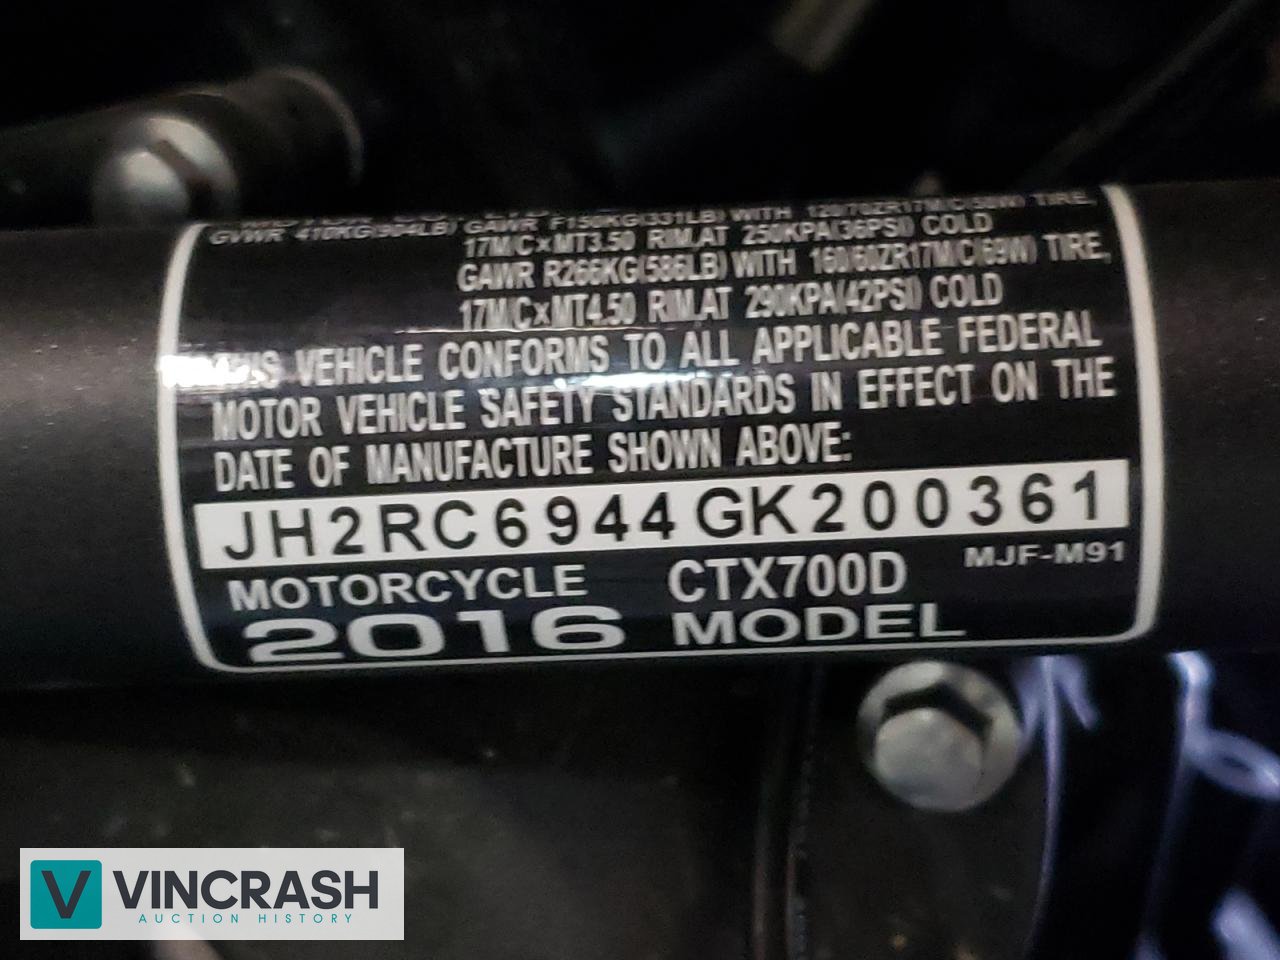 GVWR 410KG(904LB) GAWR F150KG(331LB) WITH 120/70ZR17M/C(58W) TIRE,
17M/C×MT3.50 RIM,AT 250KPA(36PSI) COLD
GAWR R266KG(586LB) WITH 160/60ZR17M/C(69W) TIRE,
17M/C×MT4.50 RIM,AT 290KPA(42PSI) COLD
THIS VEHICLE CONFORMS TO ALL APPLICABLE FEDERAL
MOTOR VEHICLE SAFETY STANDARDS IN EFFECT ON THE
DATE OF MANUFACTURE SHOWN ABOVE:
JH2RC6944GK200361
MOTORCYCLE CTX700D MJF-M91
2016 MODEL
V VINCRASH
AUCTION HISTORY